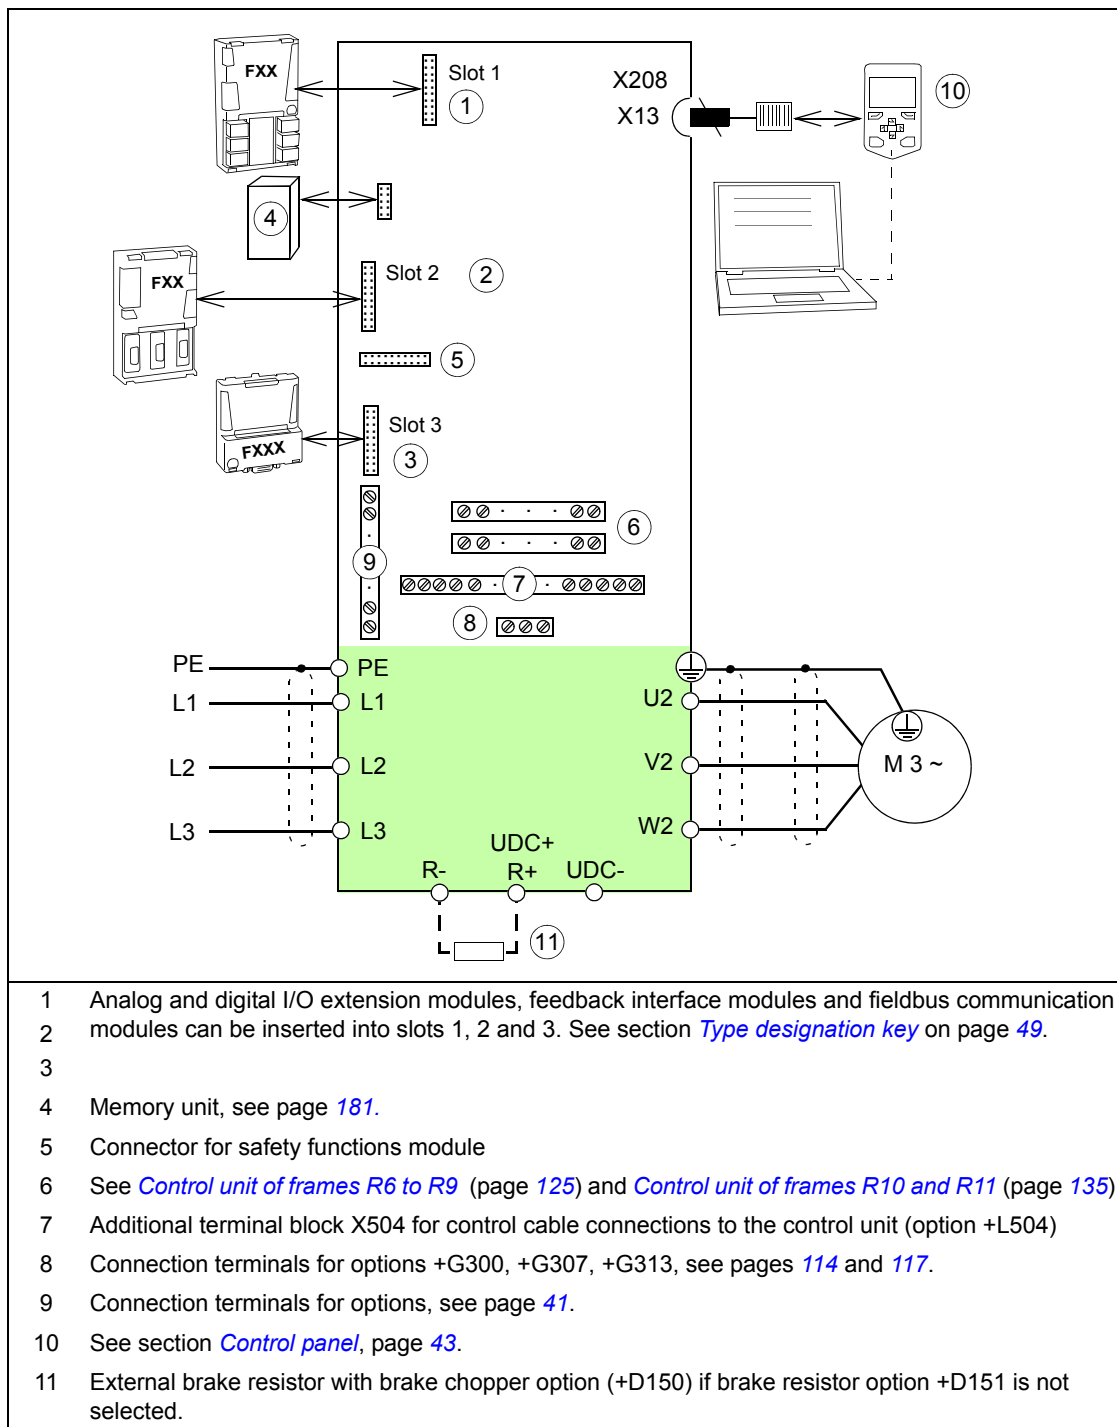 FXX
Slot 1
1
X208
X13
10
4
FXX
Slot 2
2
5
FXXX
Slot 3
3
6
9
7
8
PE
PE
L1
L1
U2
L2
L2
V2
M 3 ~
L3
L3
W2
UDC+
R-
R+
UDC-
11
1 Analog and digital I/O extension modules, feedback interface modules and fieldbus communication
2 modules can be inserted into slots 1, 2 and 3. See section Type designation key on page 49.
3
4 Memory unit, see page 181.
5 Connector for safety functions module
6 See Control unit of frames R6 to R9 (page 125) and Control unit of frames R10 and R11 (page 135)
7 Additional terminal block X504 for control cable connections to the control unit (option +L504)
8 Connection terminals for options +G300, +G307, +G313, see pages 114 and 117.
9 Connection terminals for options, see page 41.
10 See section Control panel, page 43.
11 External brake resistor with brake chopper option (+D150) if brake resistor option +D151 is not
selected.